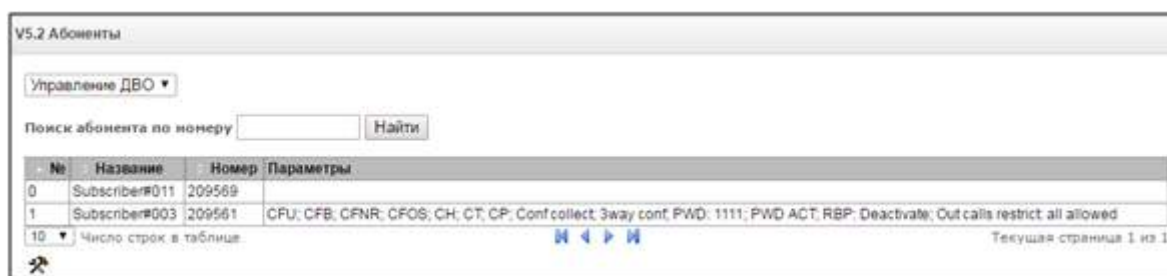 V5.2 Абоненты
Управление ДВО
Поиск абонента по номеру Найти
№ Название Номер Параметры
0 Subscriber#011 209569
1 Subscriber#003 209561 CFU; CFB; CFNR; CFOS; CH; CT; CP; Conf collect; 3way conf; PWD: 1111; PWD ACT; RBP; Deactivate; Out calls restrict: all allowed
10 Число строк в таблице Текущая страница 1 из 1